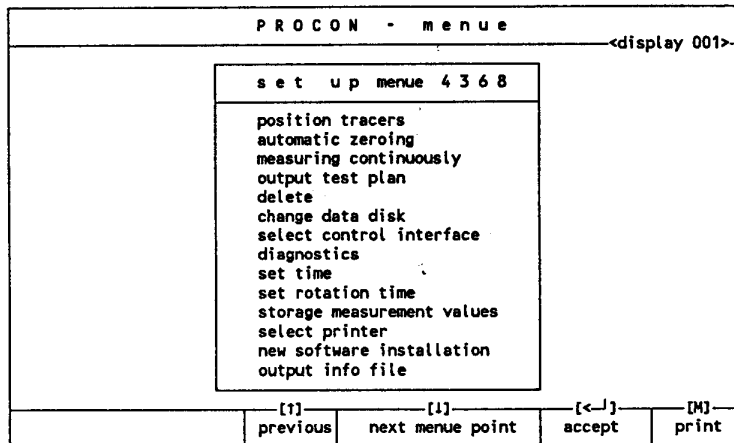 P R O C O N - m e n u e
<display 001>
s e t u p menue 4 3 6 8
position tracers
automatic zeroing
measuring continuously
output test plan
delete
change data disk
select control interface
diagnostics
set time
set rotation time
storage measurement values
select printer
new software installation
output info file
[↑] [↓] [<┘] [M]
previous next menue point accept print